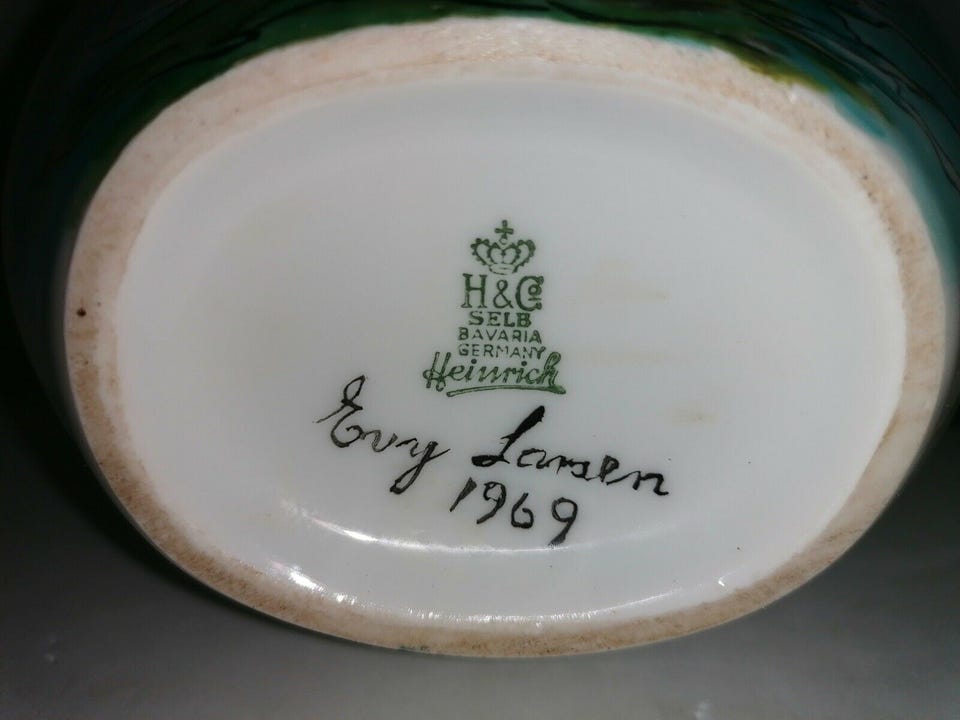 H&Co
SELB
BAVARIA
GERMANY
Heinrich
Evy Larsen
1969